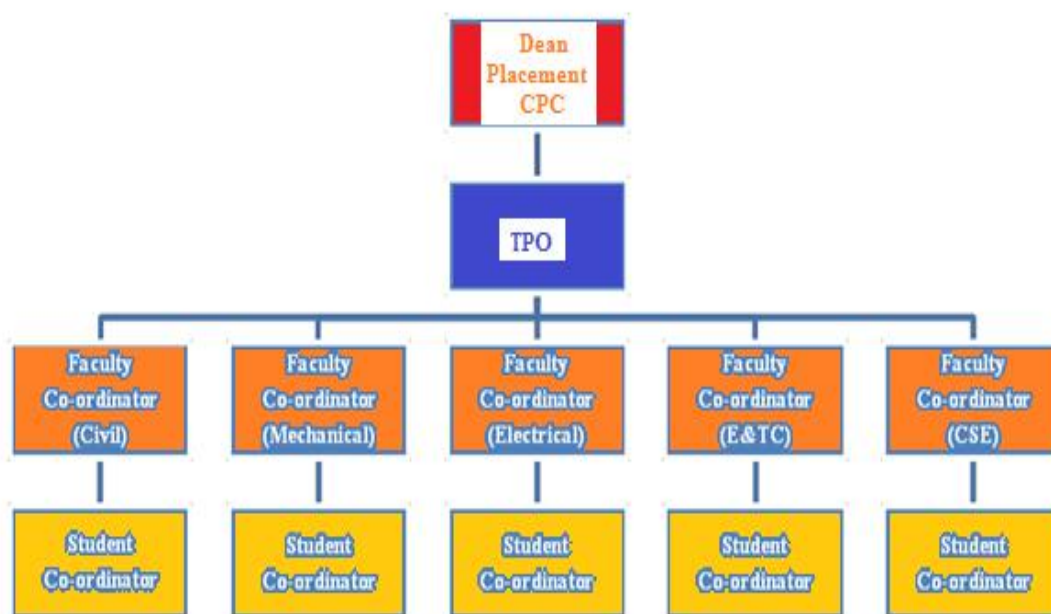 Dean
Placement
CPC
TPO
Faculty
Co-ordinator
(Civil)
Faculty
Co-ordinator
(Mechanical)
Faculty
Co-ordinator
(Electrical)
Faculty
Co-ordinator
(E&TC)
Faculty
Co-ordinator
(CSE)
Student
Co-ordinator
Student
Co-ordinator
Student
Co-ordinator
Student
Co-ordinator
Student
Co-ordinator